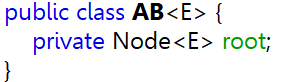 public class AB<E> {
    private Node<E> root;
}